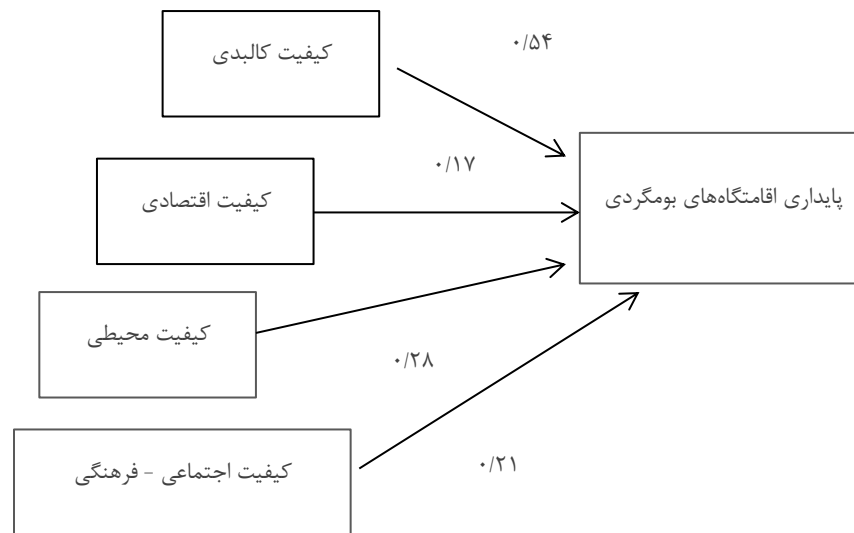 کیفیت کالبدی
۰/۵۴
۰/۱۷
کیفیت اقتصادی
پایداری اقامتگاه‌های بومگردی
کیفیت محیطی
۰/۲۸
کیفیت اجتماعی - فرهنگی
۰/۲۱